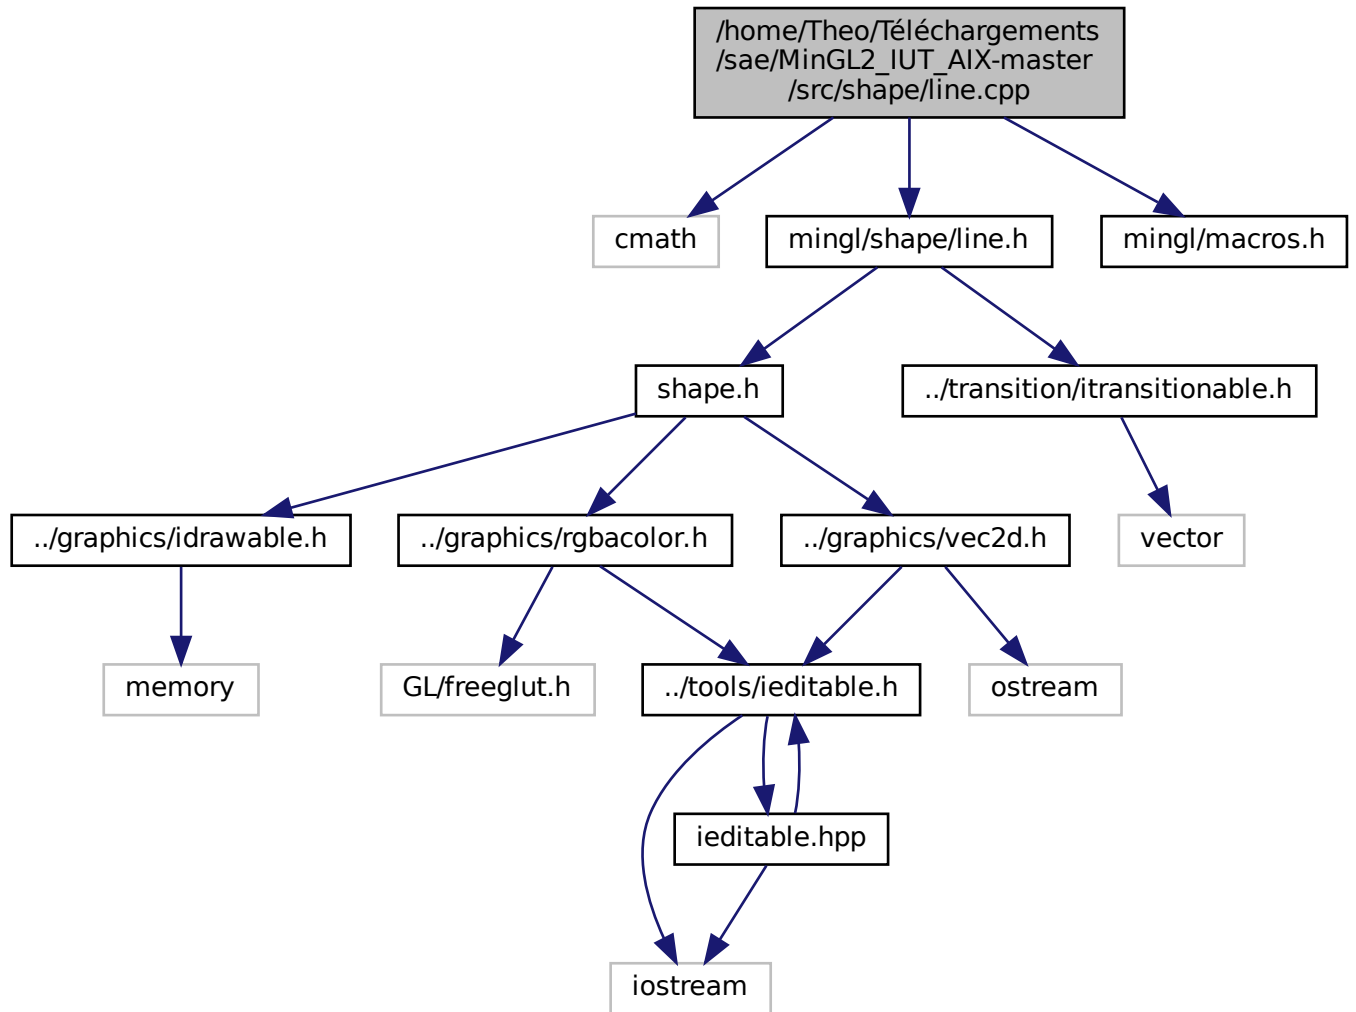 /home/Theo/Téléchargements
/sae/MinGL2_IUT_AIX-master
/src/shape/line.cpp
cmath
mingl/shape/line.h
mingl/macros.h
shape.h
../transition/itransitionable.h
../graphics/idrawable.h
../graphics/rgbacolor.h
../graphics/vec2d.h
vector
memory
GL/freeglut.h
../tools/ieditable.h
ostream
ieditable.hpp
iostream